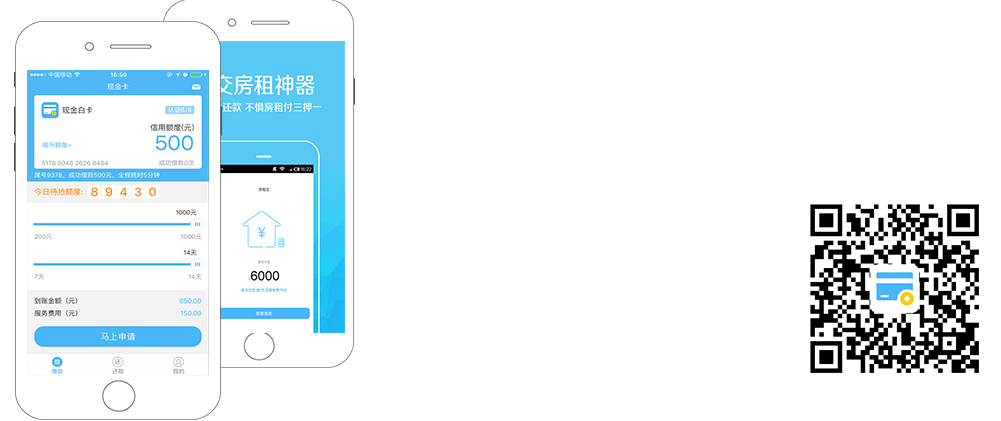 中国移动
16:50
现金卡
现金白卡
认证6/8
信用额度(元)
提升额度>
500
5178 5046 2626 8484
成功借款0次
尾号9378，成功借款500元，全程耗时5分钟
今日待抢额度: 8 9 4 3 0
1000元
200元
1000元
14天
7天
14天
到账金额（元）
850.00
服务费用（元）
150.00
马上申请
借款
还款
我的
交房租神器
还款 不惧房租付三押一
16:22
房租宝
¥
6000
我要借款